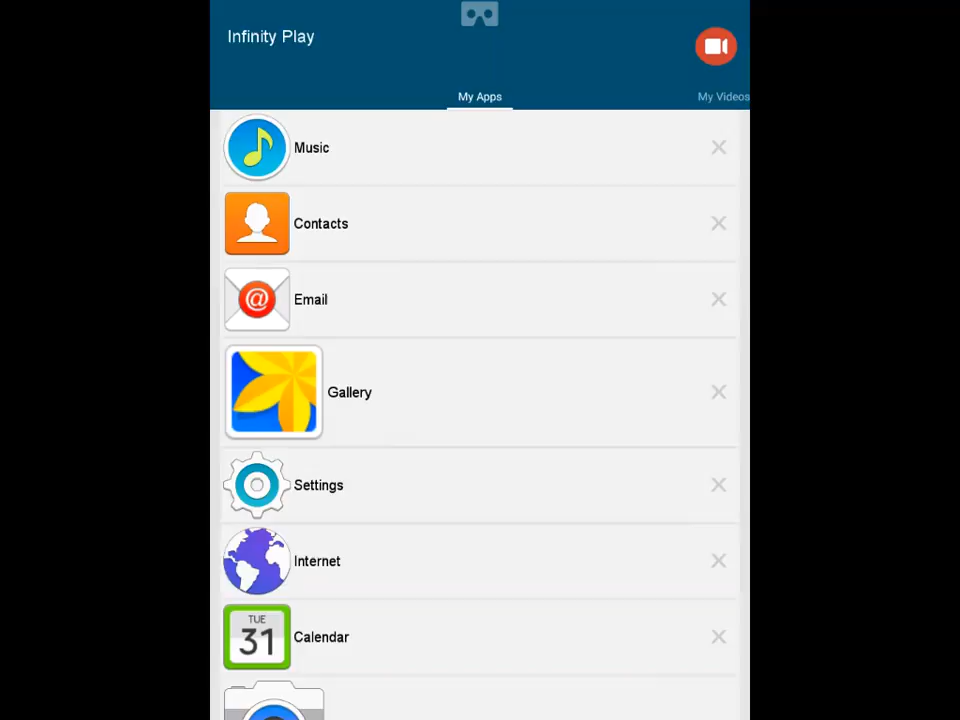 Infinity Play
My Apps
My Videos
Music
Contacts
@
Email
Gallery
Settings
Internet
TUE
31
Calendar